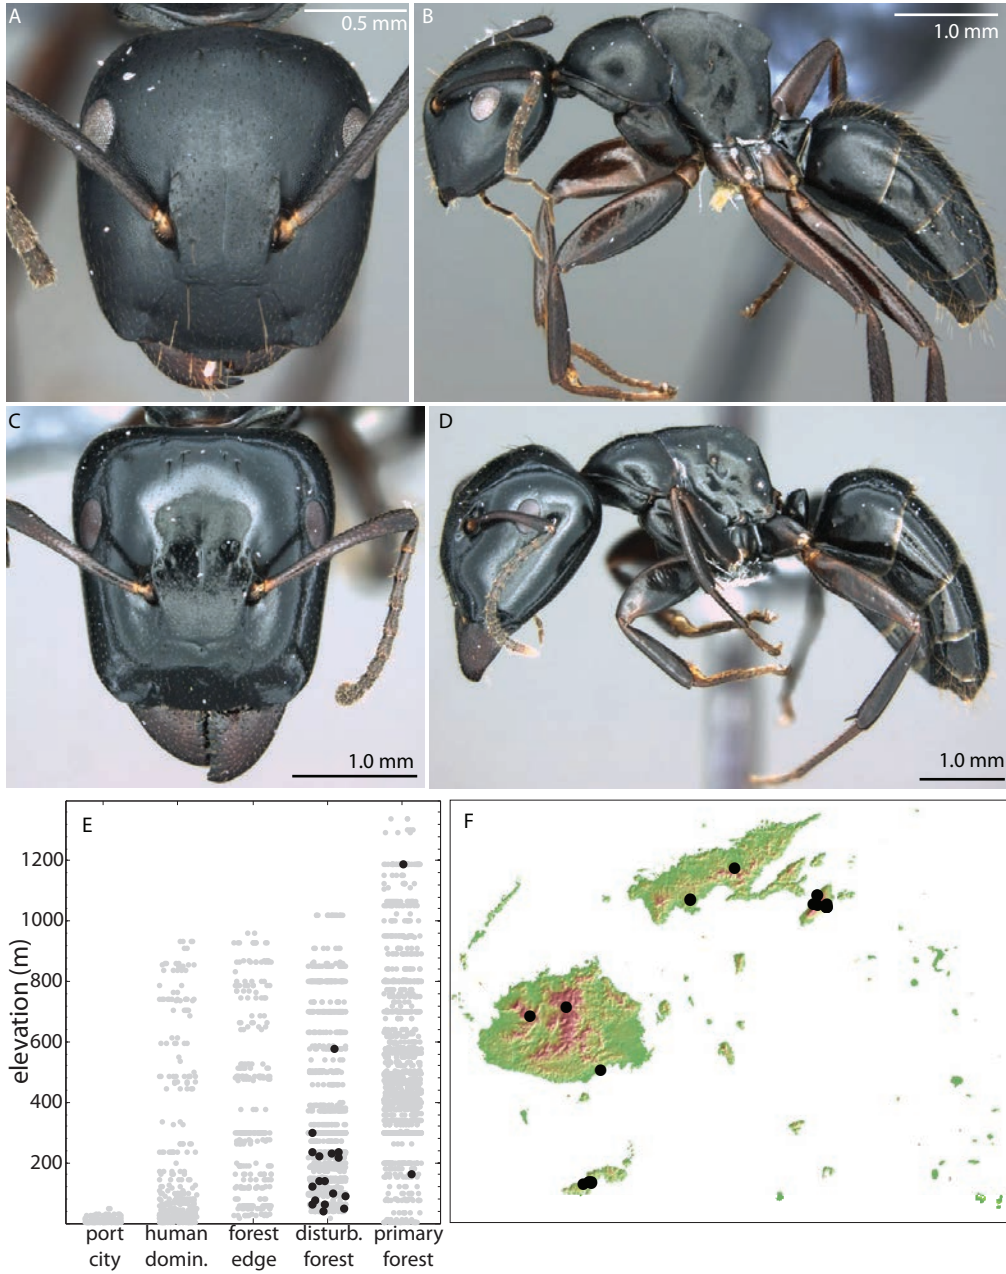 A
0.5 mm
B
1.0 mm
C
1.0 mm
D
1.0 mm
E
F
elevation (m)
1200
1000
800
600
400
200
port city
human domin.
forest edge
disturb. forest
primary forest